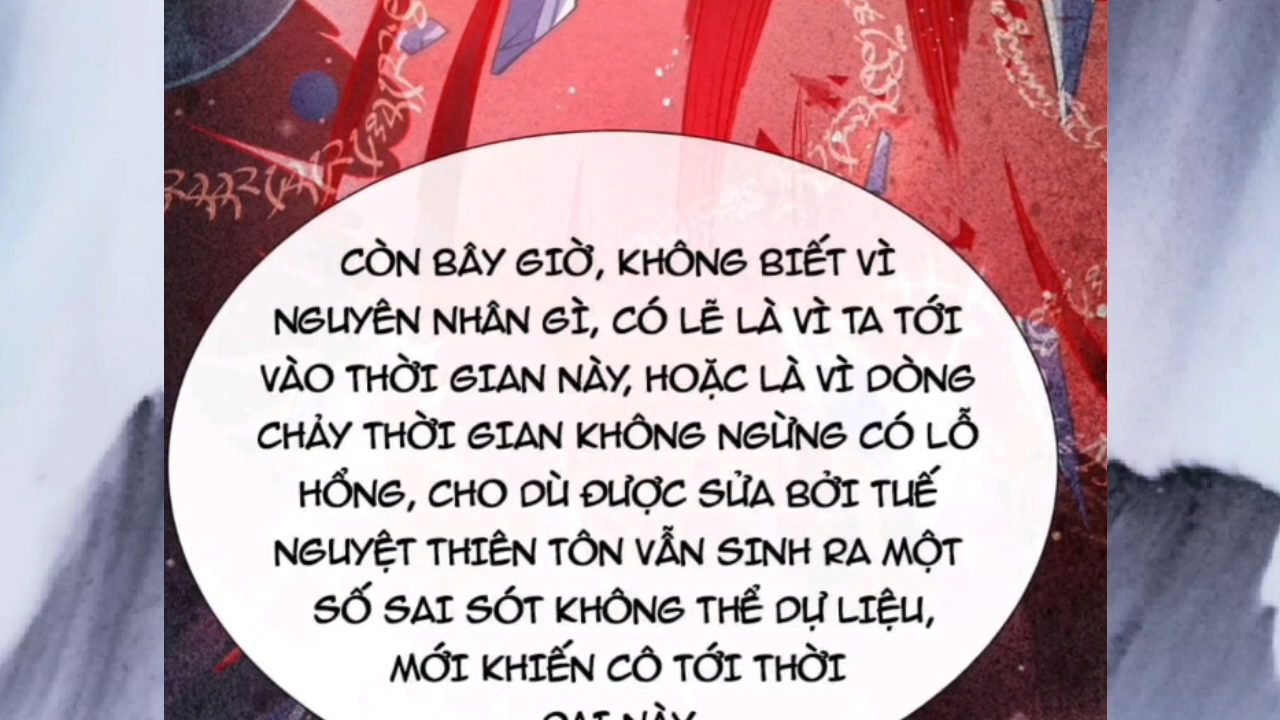 CÒN BÂY GIỜ, KHÔNG BIẾT VÌ
NGUYÊN NHÂN GÌ, CÓ LẼ LÀ VÌ TA TỚI
VÀO THỜI GIAN NÀY, HOẶC LÀ VÌ DÒNG
CHẢY THỜI GIAN KHÔNG NGỪNG CÓ LỖ
HỔNG, CHO DÙ ĐƯỢC SỬA BỞI TUẾ
NGUYỆT THIÊN TÔN VẪN SINH RA MỘT
SỐ SAI SÓT KHÔNG THỂ DỰ LIỆU,
MỚI KHIẾN CÔ TỚI THỜI
NÀY